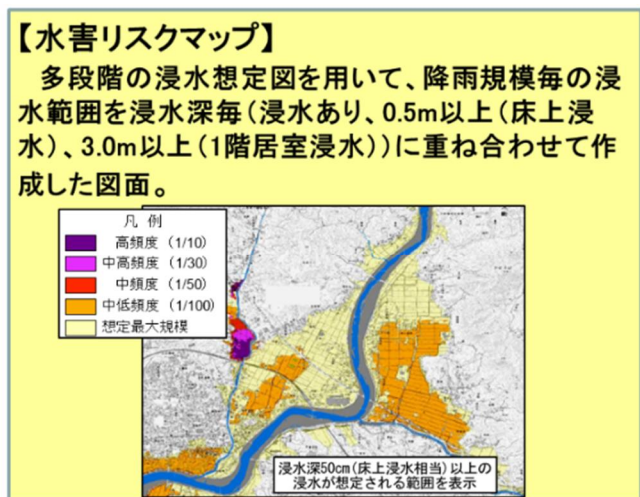 【水害リスクマップ】
多段階の浸水想定図を用いて、降雨規模毎の浸
水範囲を浸水深毎（浸水あり、0.5m以上（床上浸
水）、3.0m以上（1階居室浸水））に重ね合わせて作
成した図面。
凡 例
高頻度（1/10）
中高頻度（1/30）
中頻度（1/50）
中低頻度（1/100）
想定最大規模
浸水深50cm（床上浸水相当）以上の
浸水が想定される範囲を表示